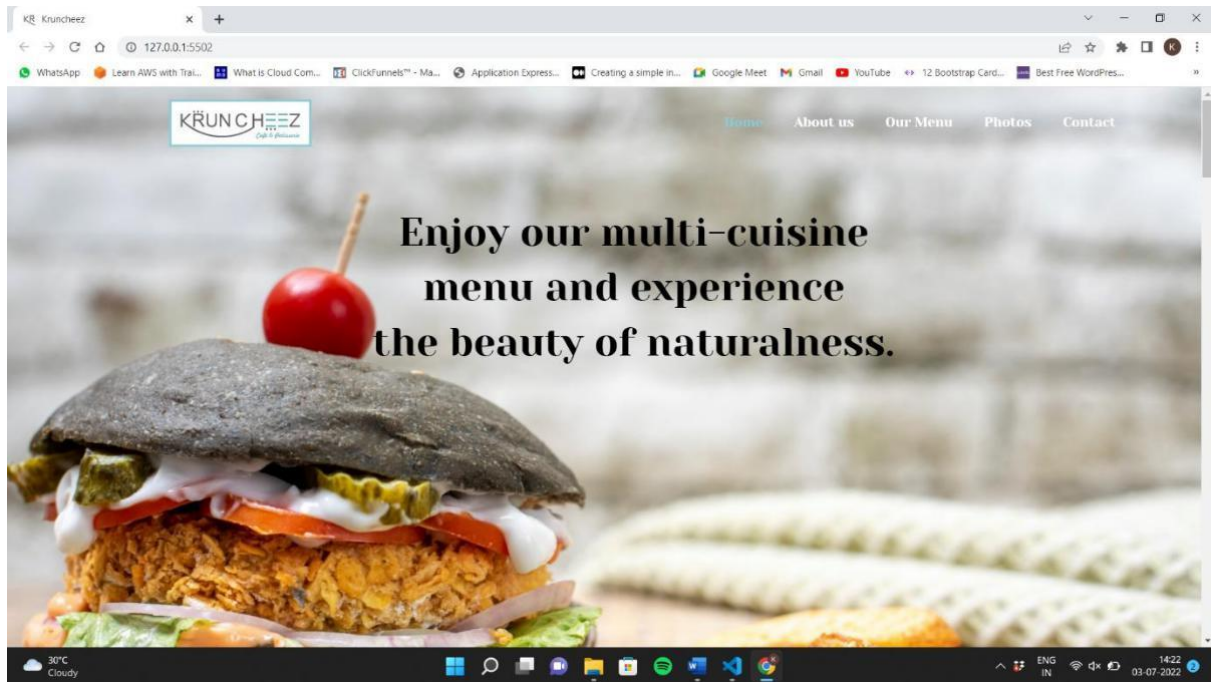 KR Kruncheez
127.0.0.1:5502
WhatsApp Learn AWS with Trai... What is Cloud Com... ClickFunnels™ - Ma... Application Express... Creating a simple in... Google Meet Gmail YouTube 12 Bootstrap Card... Best Free WordPres...
KRUNCHEEZ
Café & Patisserie
Home About us Our Menu Photos Contact
Enjoy our multi-cuisine
menu and experience
the beauty of naturalness.
30°C
Cloudy
ENG
IN
14:22
03-07-2022
2